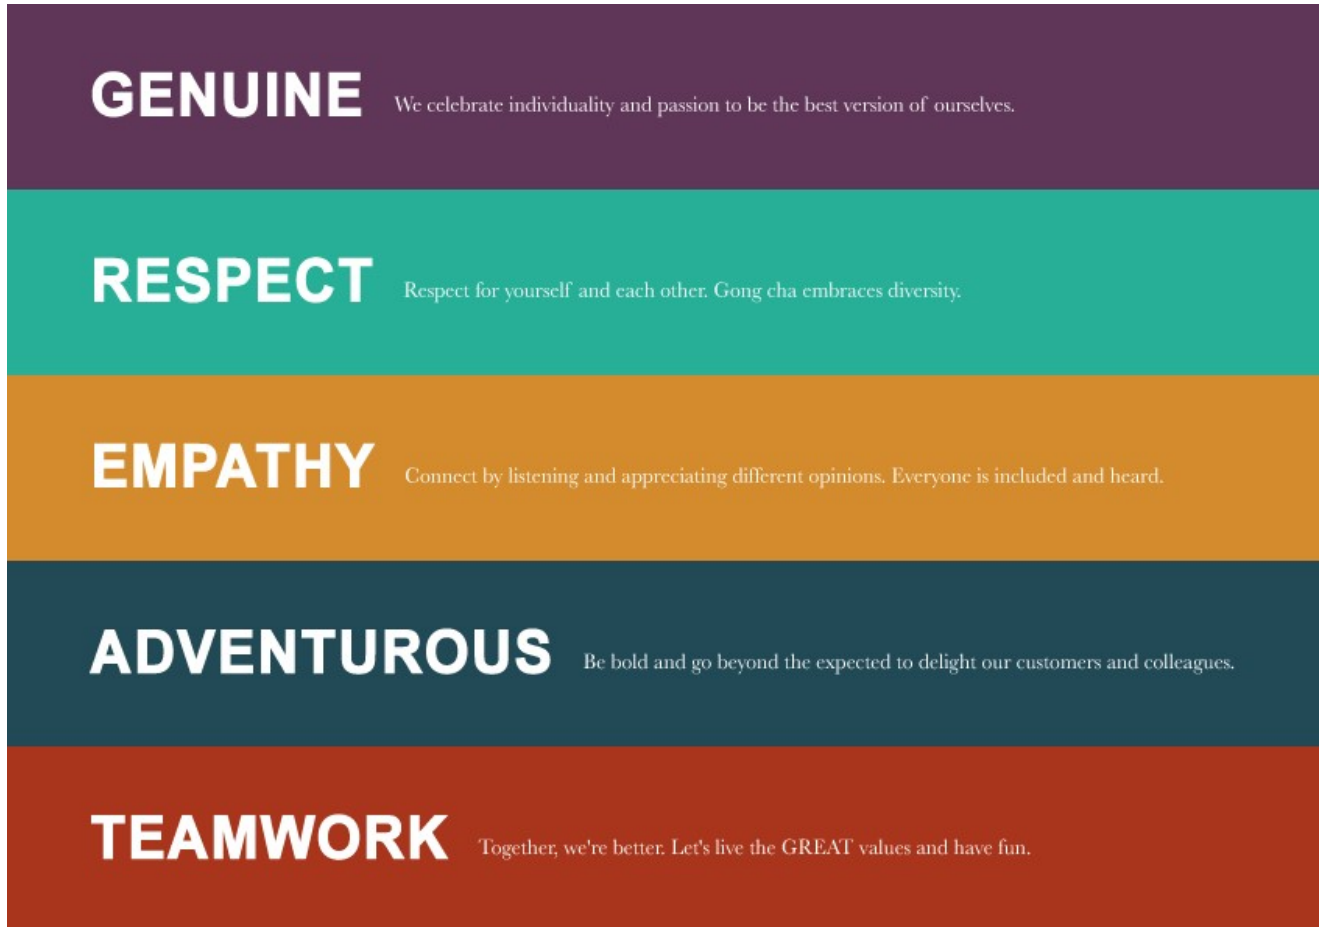 GENUINE We celebrate individuality and passion to be the best version of ourselves.
RESPECT Respect for yourself and each other. Gong cha embraces diversity.
EMPATHY Connect by listening and appreciating different opinions. Everyone is included and heard.
ADVENTUROUS Be bold and go beyond the expected to delight our customers and colleagues.
TEAMWORK Together, we're better. Let's live the GREAT values and have fun.